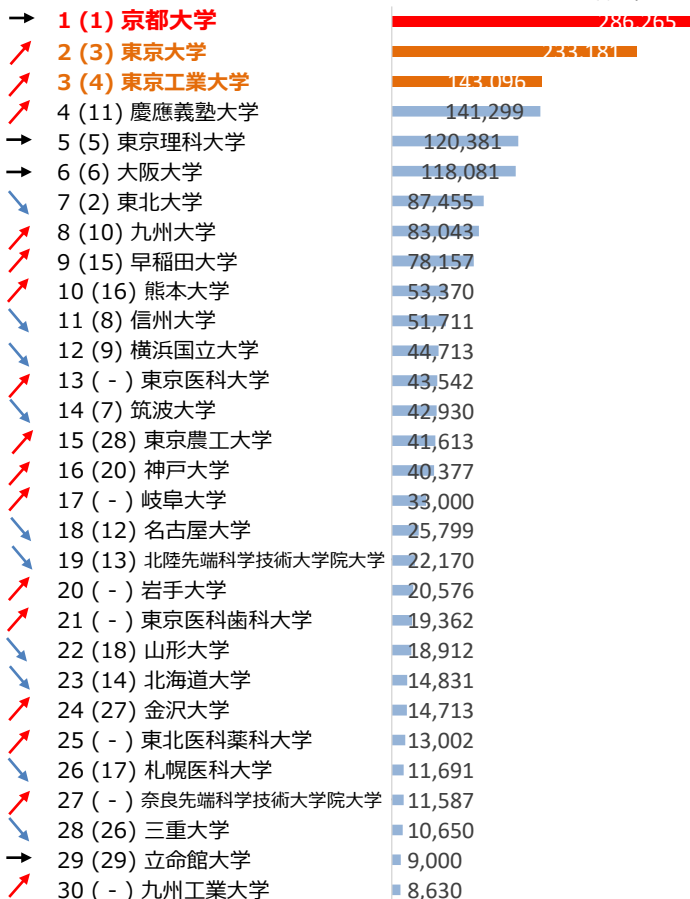 → 1 (1) 京都大学 286,265
↗ 2 (3) 東京大学 233,181
↗ 3 (4) 東京工業大学 143,096
↗ 4 (11) 慶應義塾大学 141,299
→ 5 (5) 東京理科大学 120,381
→ 6 (6) 大阪大学 118,081
↘ 7 (2) 東北大学 87,455
↗ 8 (10) 九州大学 83,043
↗ 9 (15) 早稲田大学 78,157
↗ 10 (16) 熊本大学 53,370
↘ 11 (8) 信州大学 51,711
↘ 12 (9) 横浜国立大学 44,713
↗ 13 ( - ) 東京医科大学 43,542
↘ 14 (7) 筑波大学 42,930
↗ 15 (28) 東京農工大学 41,613
↗ 16 (20) 神戸大学 40,377
↗ 17 ( - ) 岐阜大学 33,000
↘ 18 (12) 名古屋大学 25,799
↘ 19 (13) 北陸先端科学技術大学院大学 22,170
↗ 20 ( - ) 岩手大学 20,576
↗ 21 ( - ) 東京医科歯科大学 19,362
↘ 22 (18) 山形大学 18,912
↘ 23 (14) 北海道大学 14,831
↗ 24 (27) 金沢大学 14,713
↗ 25 ( - ) 東北医科薬科大学 13,002
↘ 26 (17) 札幌医科大学 11,691
↗ 27 ( - ) 奈良先端科学技術大学院大学 11,587
↘ 28 (26) 三重大学 10,650
→ 29 (29) 立命館大学 9,000
↗ 30 ( - ) 九州工業大学 8,630